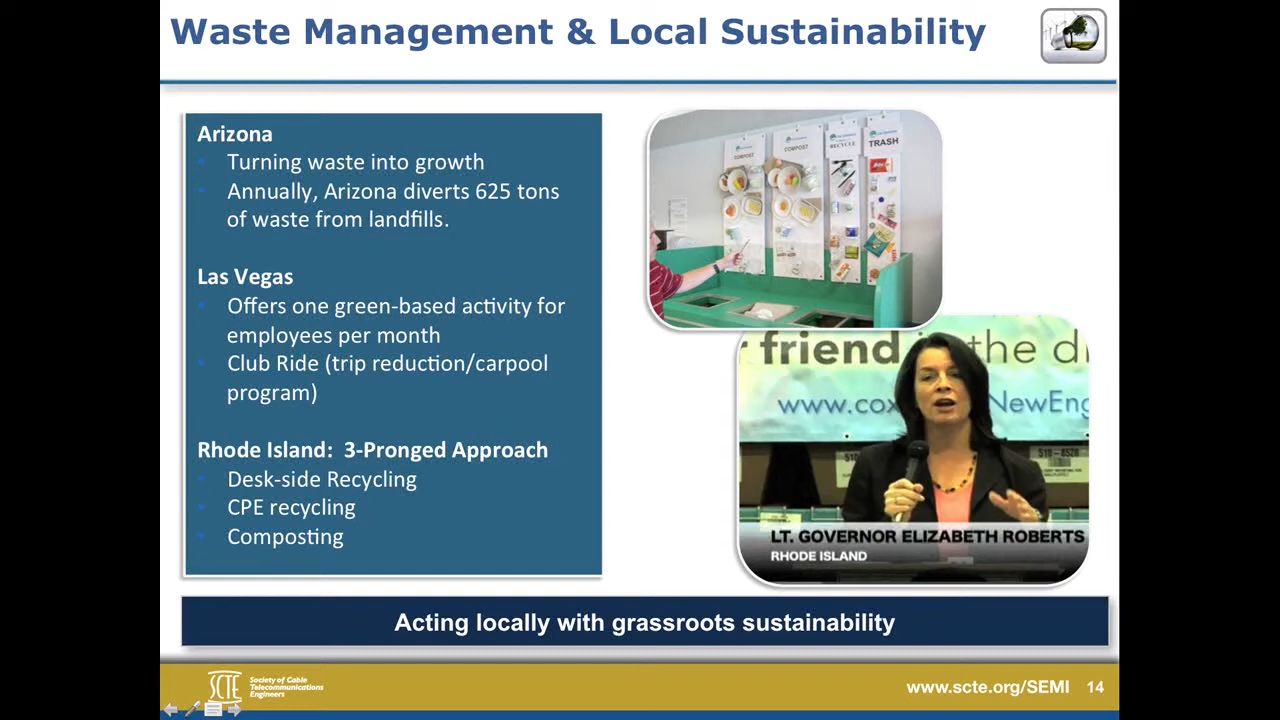 Waste Management & Local Sustainability
Arizona
Turning waste into growth
Annually, Arizona diverts 625 tons
of waste from landfills.
Las Vegas
Offers one green-based activity for
employees per month
Club Ride (trip reduction/carpool
program)
Rhode Island: 3-Pronged Approach
Desk-side Recycling
CPE recycling
Composting
COMPOST
COMPOST
RECYCLE
TRASH
friend in the
www.cox NewEng
LT. GOVERNOR ELIZABETH ROBERTS
RHODE ISLAND
Acting locally with grassroots sustainability
SCTE
Society of Cable
Telecommunications
Engineers
www.scte.org/SEMI 14